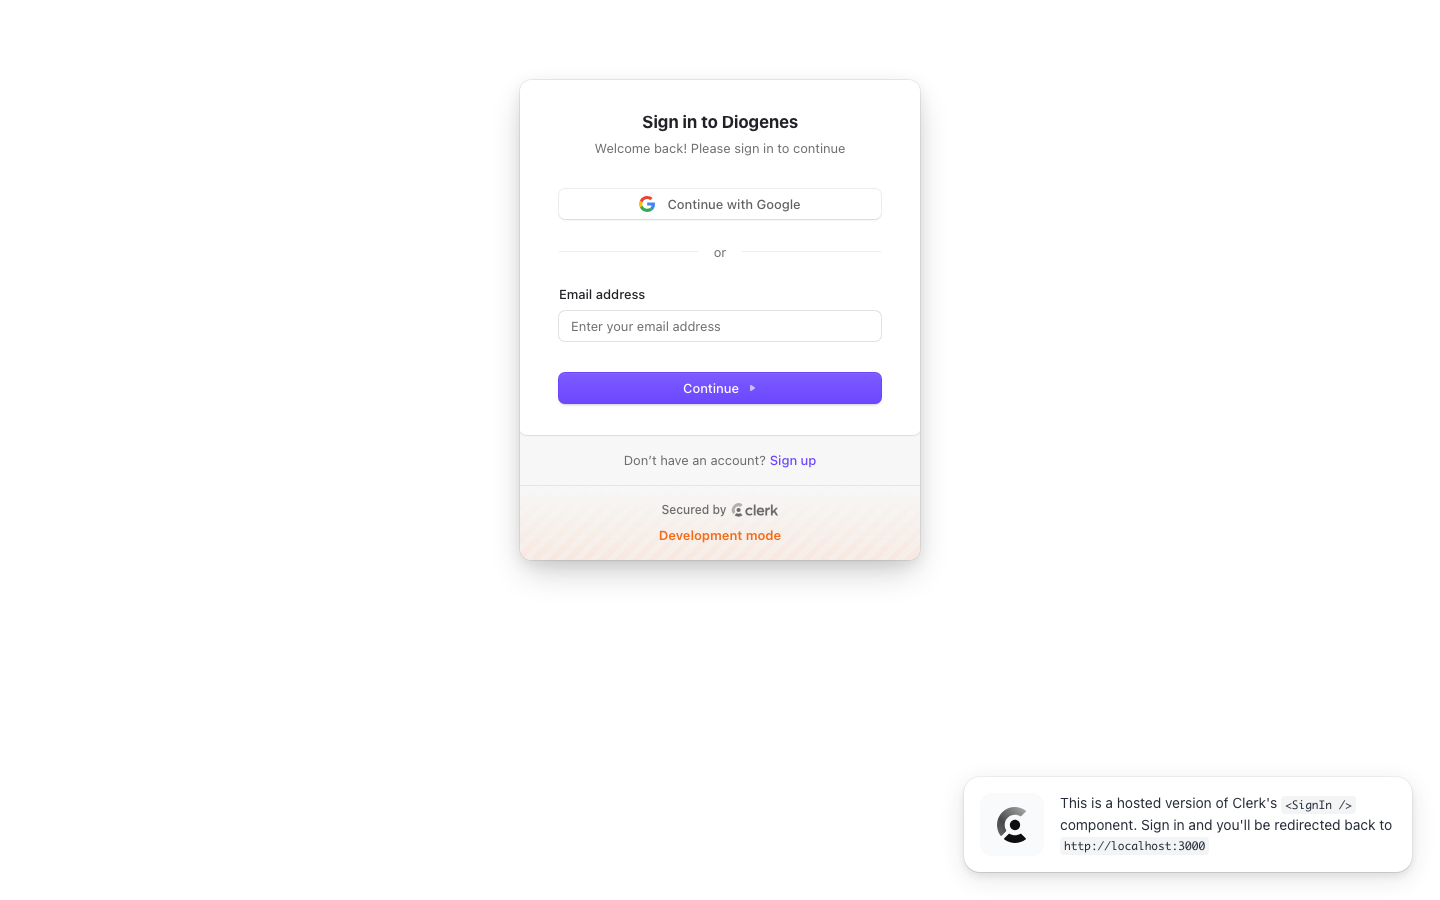 Sign in to Diogenes
Welcome back! Please sign in to continue
Continue with Google
or
Email address
Enter your email address
Continue
Don’t have an account? Sign up
Secured by clerk
Development mode
This is a hosted version of Clerk's <SignIn />
component. Sign in and you'll be redirected back to
http://localhost:3000